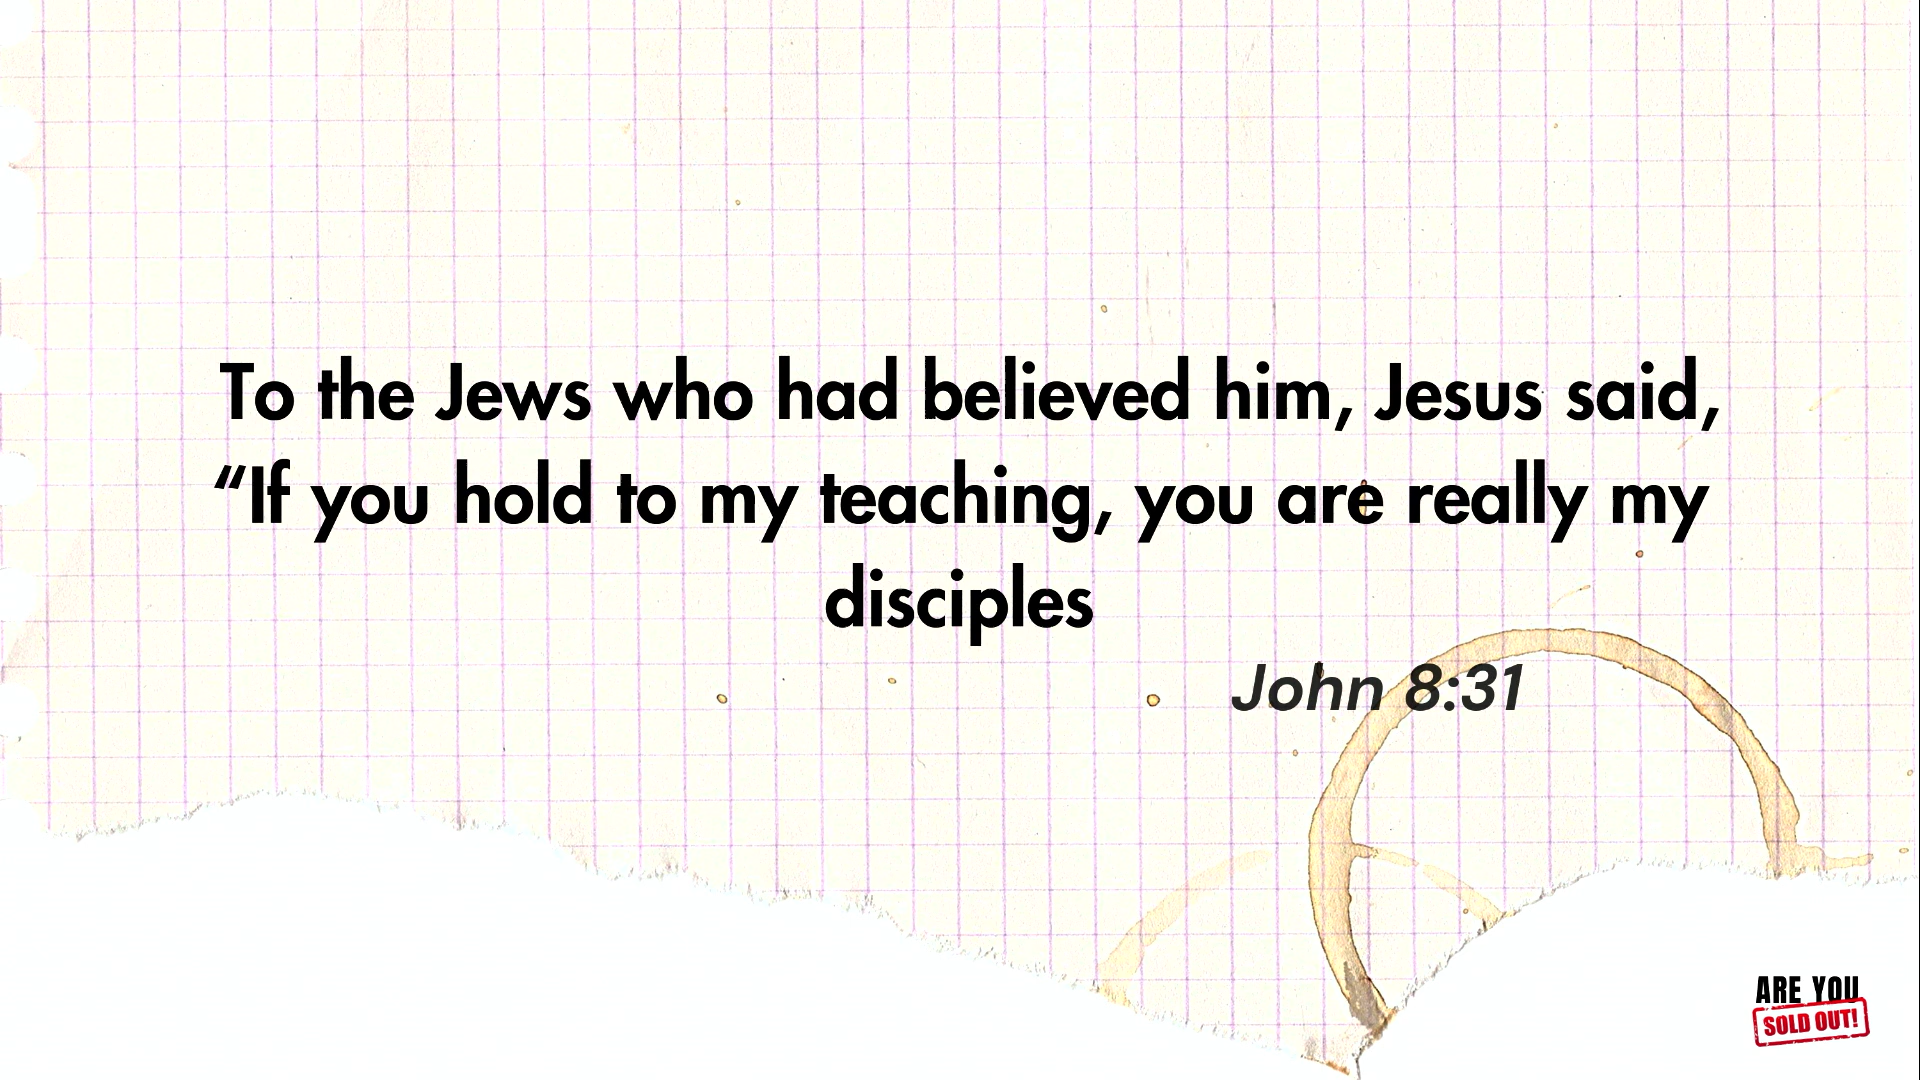 To the Jews who had believed him, Jesus said,
“If you hold to my teaching, you are really my
disciples
John 8:31
ARE YOU
SOLD OUT!